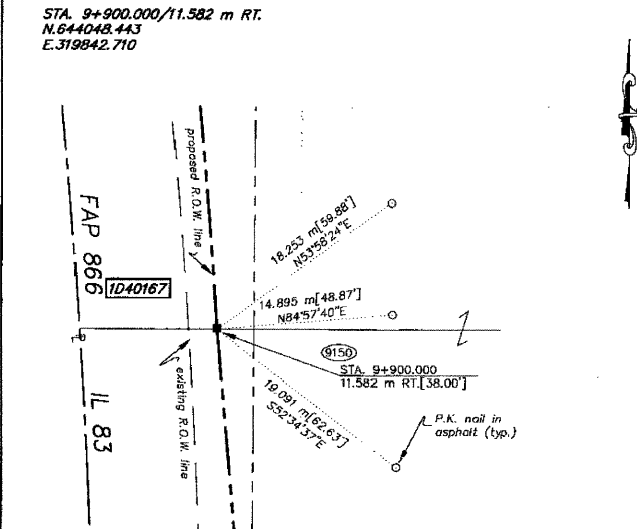 STA. 9+900.000/11.582 m RT.
N.644048.443
E.319842.710
proposed R.O.W. line
FAP 866
1D40167
18.253 m[59.88']
N53°58'24"E
14.895 m[48.87']
N84°57'40"E
9150
STA. 9+900.000
11.582 m RT.[38.00']
IL 83
existing R.O.W. line
19.091 m[62.63']
S52°34'37"E
P.K. nail in
asphalt (typ.)